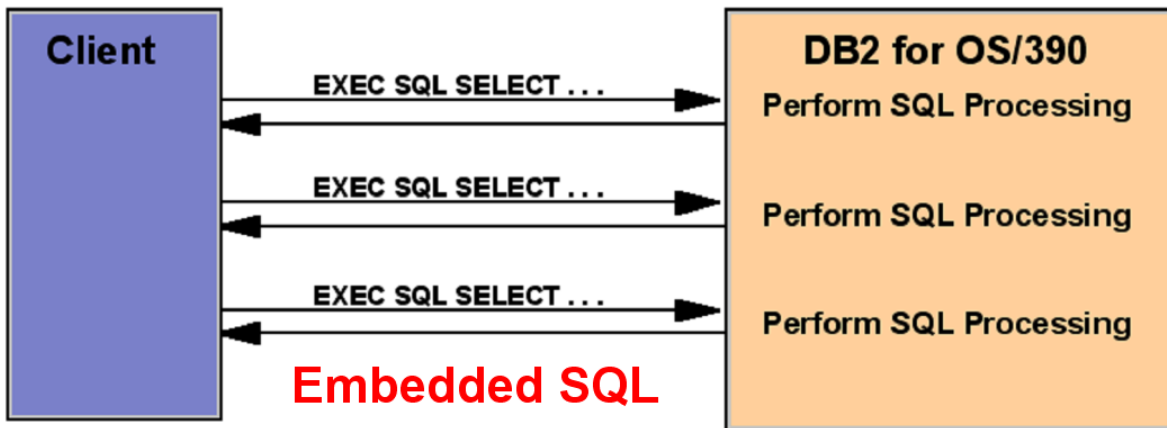 Client
DB2 for OS/390
EXEC SQL SELECT . . .
Perform SQL Processing
EXEC SQL SELECT . . .
Perform SQL Processing
EXEC SQL SELECT . . .
Perform SQL Processing
Embedded SQL